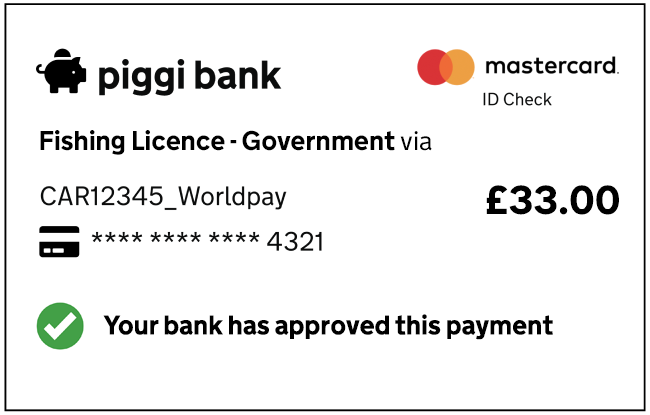 piggi bank
mastercard.
ID Check
Fishing Licence - Government via
CAR12345_Worldpay
£33.00
**** **** **** 4321
Your bank has approved this payment